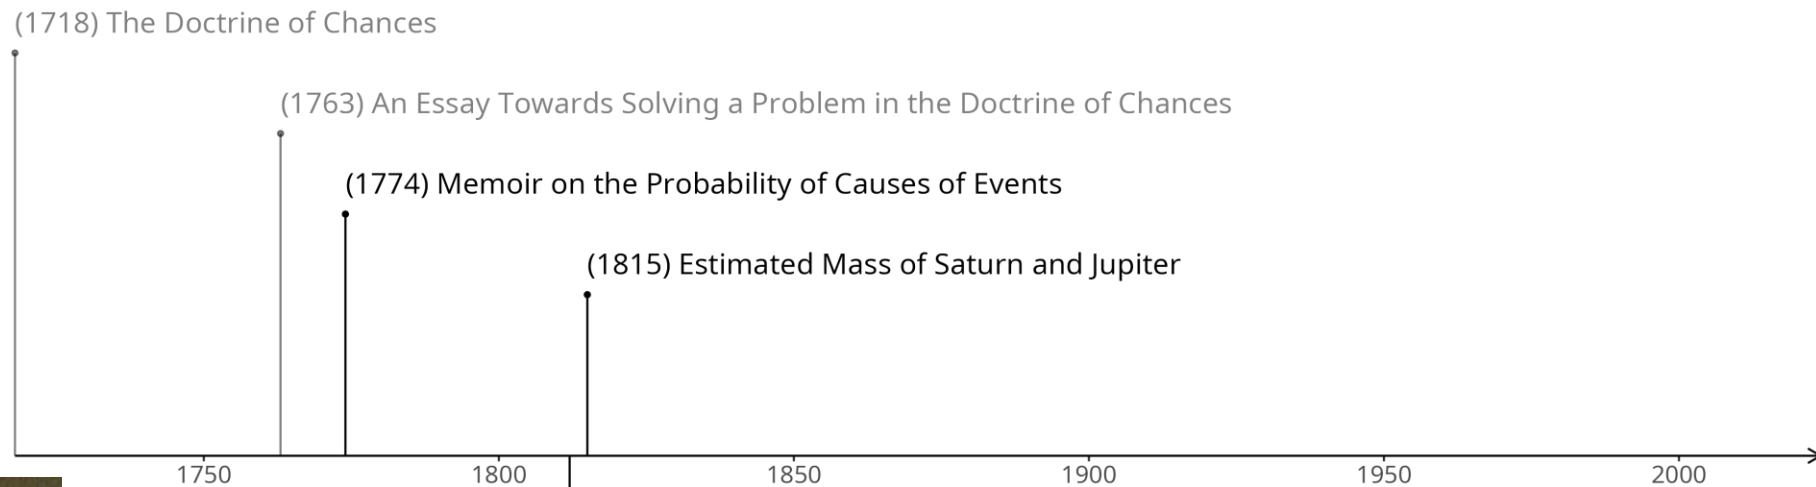 (1718) The Doctrine of Chances
(1763) An Essay Towards Solving a Problem in the Doctrine of Chances
(1774) Memoir on the Probability of Causes of Events
(1815) Estimated Mass of Saturn and Jupiter
1750 1800 1850 1900 1950 2000